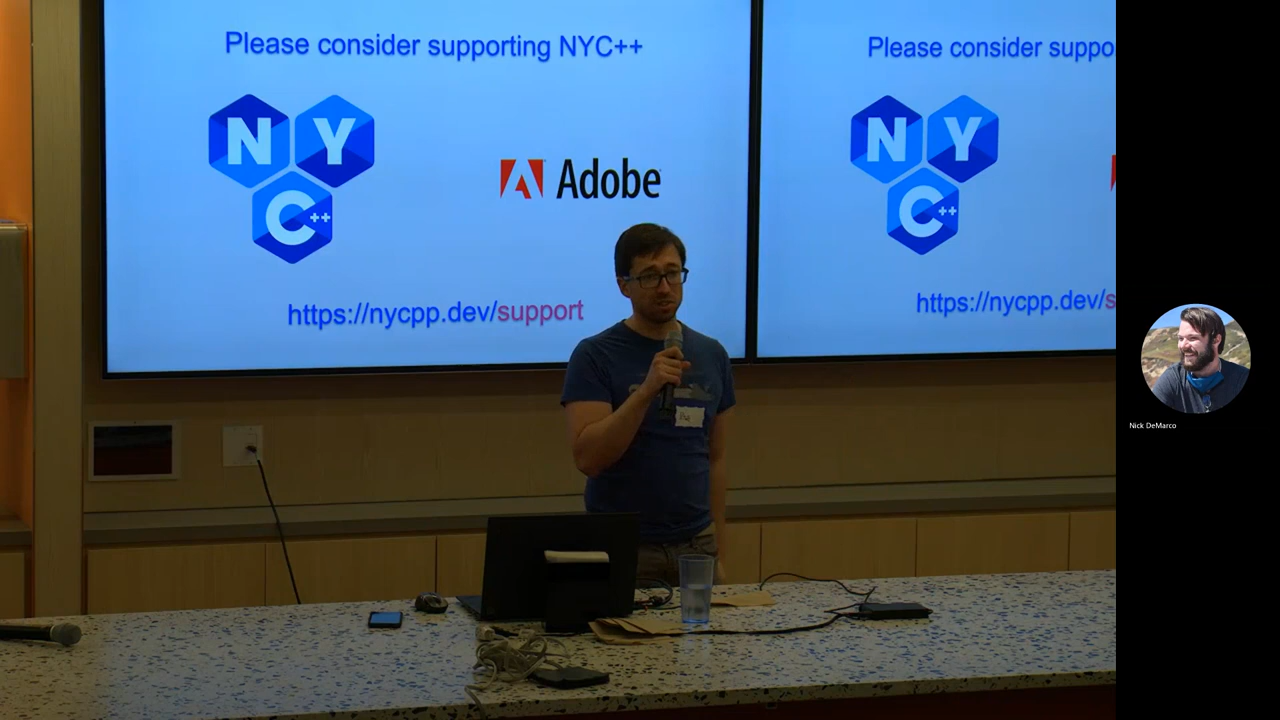 Please consider supporting NYC++
Please consider suppo
N Y
C++
Adobe
N Y
C++
https://nycpp.dev/support
https://nycpp.dev/s
Nick DeMarco